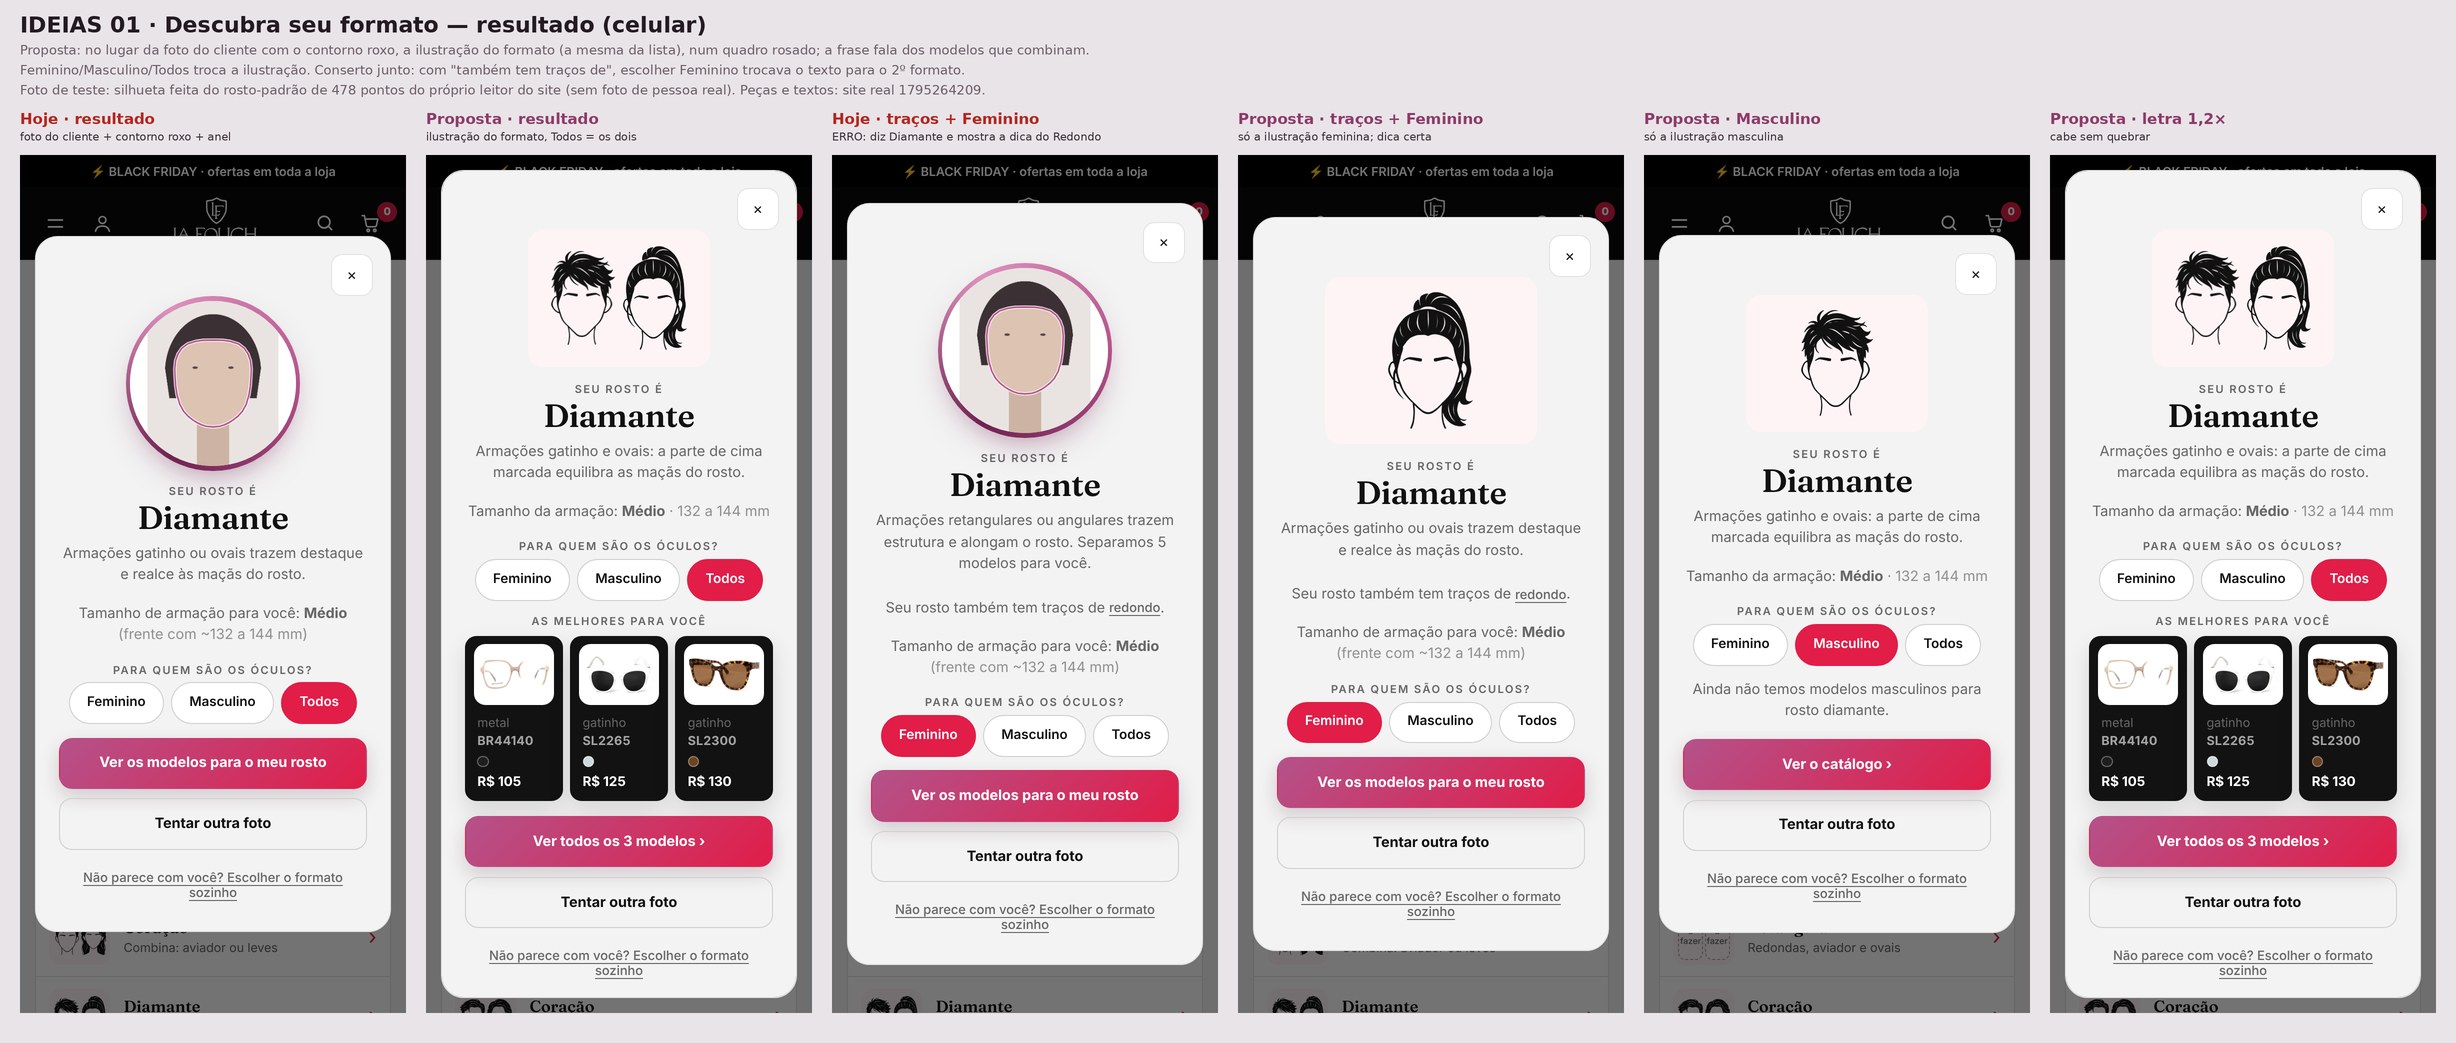 IDEIAS 01 · Descubra seu formato — resultado (celular)
Proposta: no lugar da foto do cliente com o contorno roxo, a ilustração do formato (a mesma da lista), num quadro rosado; a frase fala dos modelos que combinam.
Feminino/Masculino/Todos troca a ilustração. Conserto junto: com "também tem traços de", escolher Feminino trocava o texto para o 2º formato.
Foto de teste: silhueta feita do rosto-padrão de 478 pontos do próprio leitor do site (sem foto de pessoa real). Peças e textos: site real 1795264209.
Hoje · resultado
foto do cliente + contorno roxo + anel
⚡ BLACK FRIDAY · ofertas em toda a loja
0
×
SEU ROSTO É
Diamante
Armações gatinho ou ovais trazem destaque
e realce às maçãs do rosto.
Tamanho de armação para você: Médio
(frente com ~132 a 144 mm)
PARA QUEM SÃO OS ÓCULOS?
Feminino Masculino Todos
Ver os modelos para o meu rosto
Tentar outra foto
Não parece com você? Escolher o formato
sozinho
Combina: aviador ou leves
Diamante
Proposta · resultado
ilustração do formato, Todos = os dois
×
SEU ROSTO É
Diamante
Armações gatinho e ovais: a parte de cima
marcada equilibra as maçãs do rosto.
Tamanho da armação: Médio · 132 a 144 mm
PARA QUEM SÃO OS ÓCULOS?
Feminino Masculino Todos
AS MELHORES PARA VOCÊ
metal gatinho gatinho
BR44140 SL2265 SL2300
R$ 105 R$ 125 R$ 130
Ver todos os 3 modelos ›
Tentar outra foto
Não parece com você? Escolher o formato
sozinho
Coração
Hoje · traços + Feminino
ERRO: diz Diamante e mostra a dica do Redondo
⚡ BLACK FRIDAY · ofertas em toda a loja
×
SEU ROSTO É
Diamante
Armações retangulares ou angulares trazem
estrutura e alongam o rosto. Separamos 5
modelos para você.
Seu rosto também tem traços de redondo.
Tamanho de armação para você: Médio
(frente com ~132 a 144 mm)
PARA QUEM SÃO OS ÓCULOS?
Feminino Masculino Todos
Ver os modelos para o meu rosto
Tentar outra foto
Não parece com você? Escolher o formato
sozinho
Diamante
Proposta · traços + Feminino
só a ilustração feminina; dica certa
⚡ BLACK FRIDAY · ofertas em toda a loja
0
×
SEU ROSTO É
Diamante
Armações gatinho ou ovais trazem destaque
e realce às maçãs do rosto.
Seu rosto também tem traços de redondo.
Tamanho de armação para você: Médio
(frente com ~132 a 144 mm)
PARA QUEM SÃO OS ÓCULOS?
Feminino Masculino Todos
Ver os modelos para o meu rosto
Tentar outra foto
Não parece com você? Escolher o formato
sozinho
Diamante
Proposta · Masculino
só a ilustração masculina
⚡ BLACK FRIDAY · ofertas em toda a loja
0
×
SEU ROSTO É
Diamante
Armações gatinho e ovais: a parte de cima
marcada equilibra as maçãs do rosto.
Tamanho da armação: Médio · 132 a 144 mm
PARA QUEM SÃO OS ÓCULOS?
Feminino Masculino Todos
Ainda não temos modelos masculinos para
rosto diamante.
Ver o catálogo ›
Tentar outra foto
Não parece com você? Escolher o formato
sozinho
fazer fazer
Redondas, aviador e ovais
Coração
Proposta · letra 1,2×
cabe sem quebrar
×
SEU ROSTO É
Diamante
Armações gatinho e ovais: a parte de cima
marcada equilibra as maçãs do rosto.
Tamanho da armação: Médio · 132 a 144 mm
PARA QUEM SÃO OS ÓCULOS?
Feminino Masculino Todos
AS MELHORES PARA VOCÊ
metal gatinho gatinho
BR44140 SL2265 SL2300
R$ 105 R$ 125 R$ 130
Ver todos os 3 modelos ›
Tentar outra foto
Não parece com você? Escolher o formato
sozinho
Coração